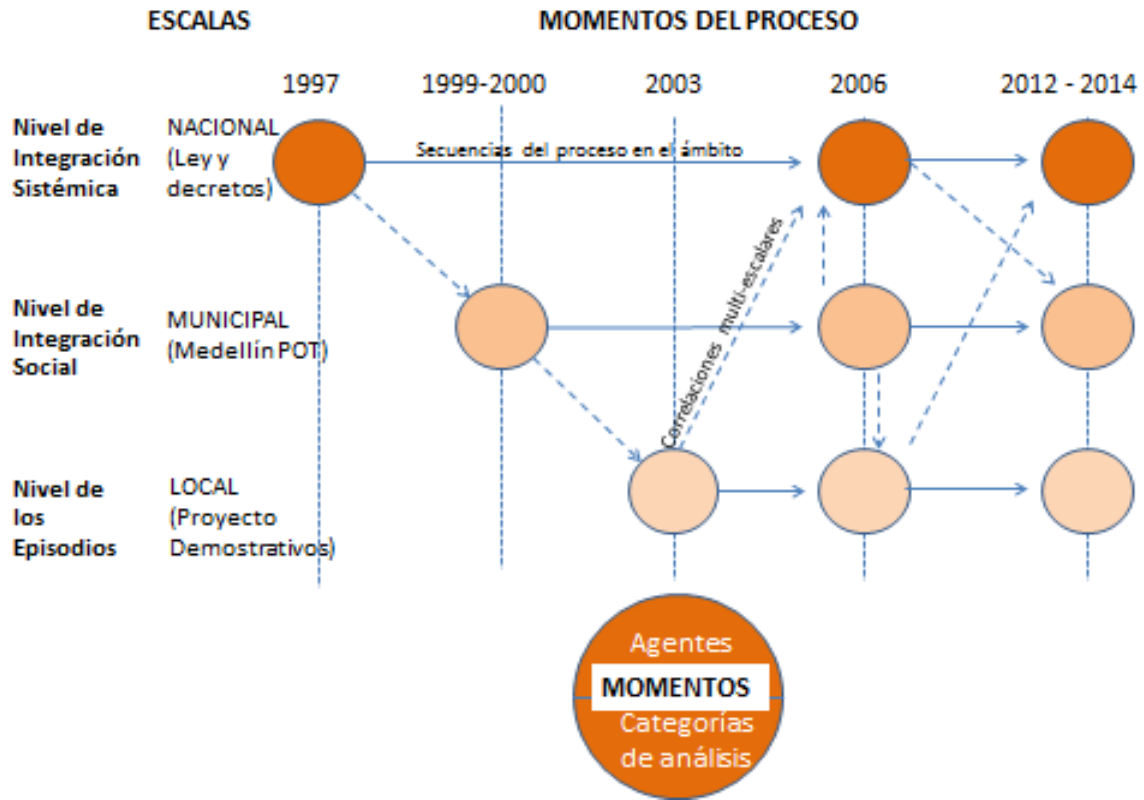 ESCALAS
MOMENTOS DEL PROCESO
1997
1999-2000
2003
2006
2012 - 2014
Nivel de
Integración
Sistémica
NACIONAL
(Ley y
decretos)
Secuencias del proceso en el ámbito
Correlaciones multi-escalares
Nivel de
Integración
Social
MUNICIPAL
(Medellín POT)
Nivel de
los
Episodios
LOCAL
(Proyecto
Demostrativos)
Agentes
MOMENTOS
Categorías
de análisis